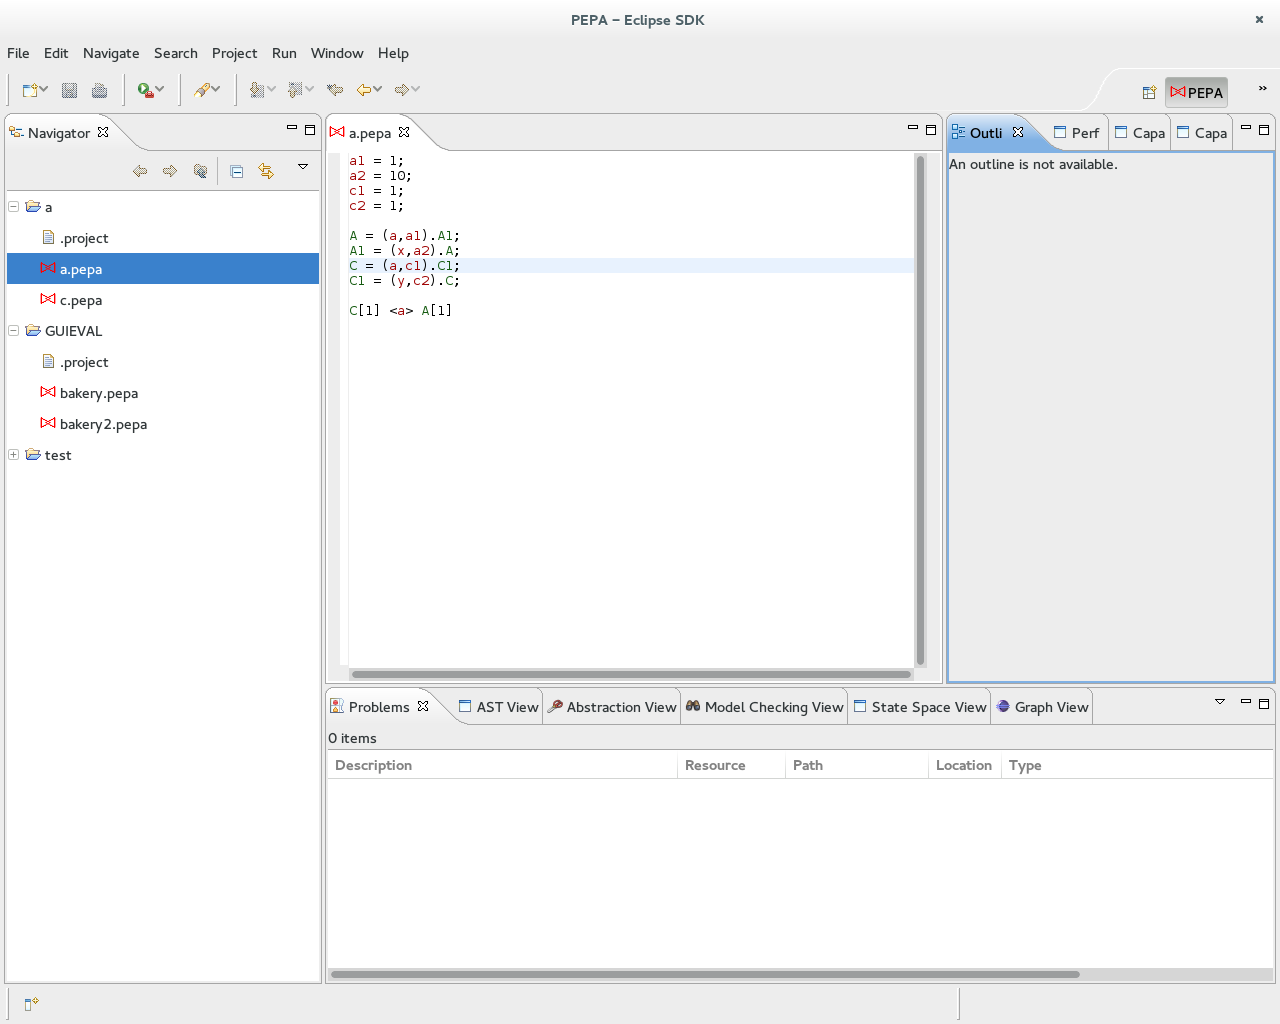 PEPA – Eclipse SDK
File Edit Navigate Search Project Run Window Help
PEPA
Navigator
a
.project
a.pepa
c.pepa
GUIEVAL
.project
bakery.pepa
bakery2.pepa
test
a.pepa
a1 = 1;
a2 = 10;
c1 = 1;
c2 = 1;
A = (a,a1).A1;
A1 = (x,a2).A;
C = (a,c1).C1;
C1 = (y,c2).C;
C[1] <a> A[1]
Outli Perf Capa Capa
An outline is not available.
Problems AST View Abstraction View Model Checking View State Space View Graph View
0 items
Description Resource Path Location Type